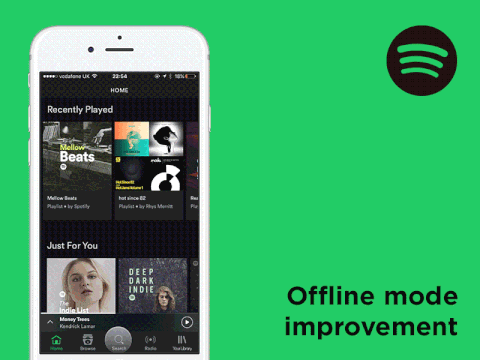 vodafone UK
22:54
16%
HOME
Recently Played
Mellow
Beats
Mellow Beats
Playlist • by Spotify
hot since 82
Playlist • by Rhys Merritt
Just For You
The
Indie List
DEEP
DARK
INDIE
Money Trees
Kendrick Lamar
Home
Browse
Search
Radio
Your Library
Offline mode
improvement